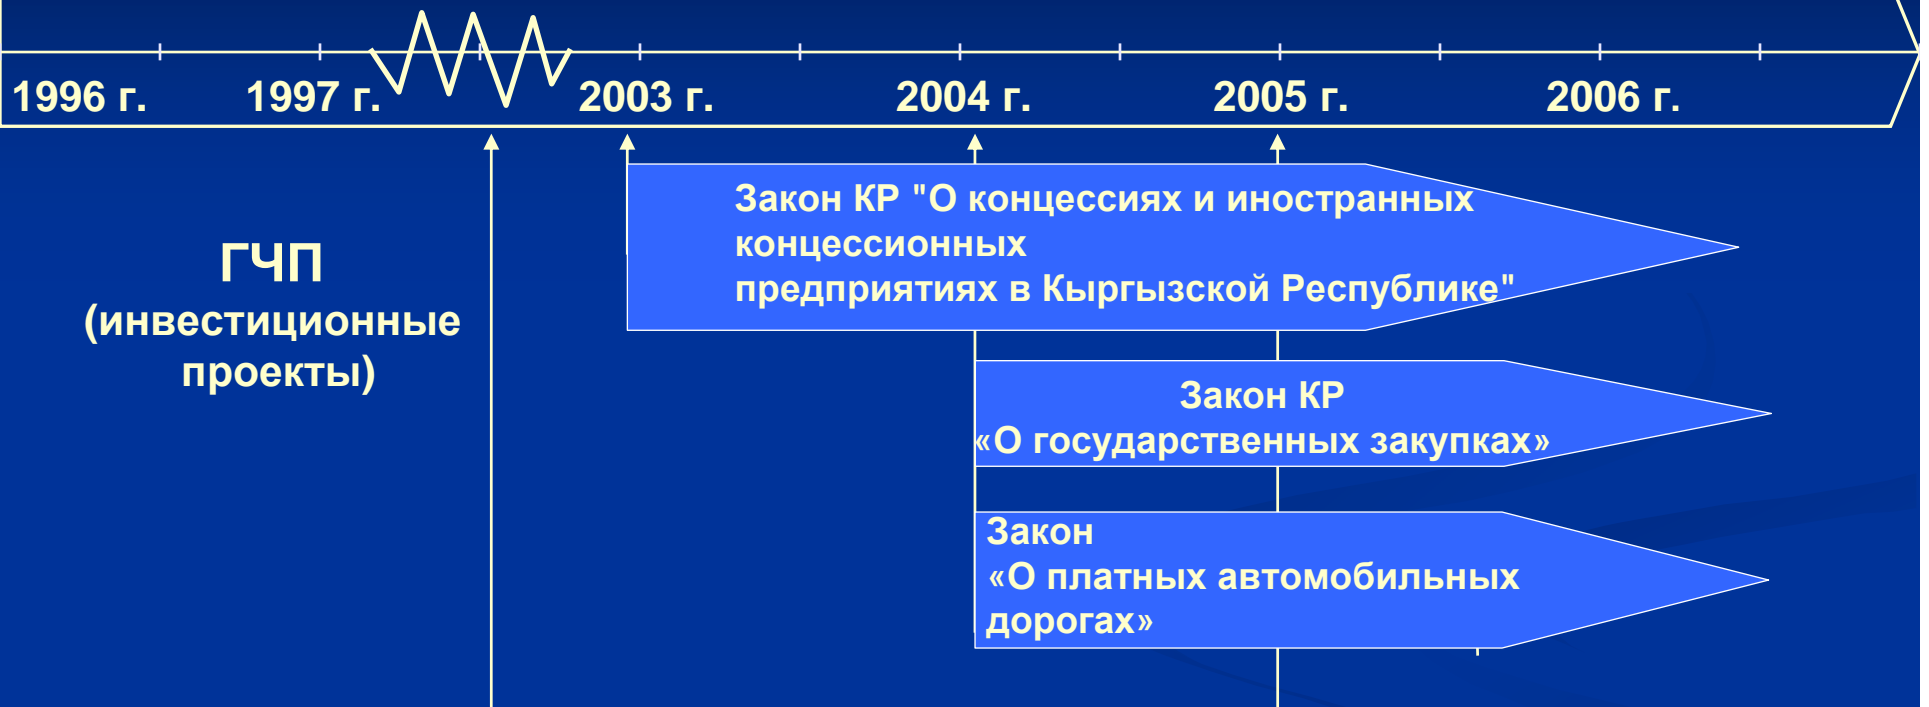 1996 г. 1997 г. 2003 г. 2004 г. 2005 г. 2006 г.
ГЧП
(инвестиционные
проекты)
Закон КР "О концессиях и иностранных
концессионных
предприятиях в Кыргызской Республике"
Закон КР
«О государственных закупках»
Закон
«О платных автомобильных
дорогах»